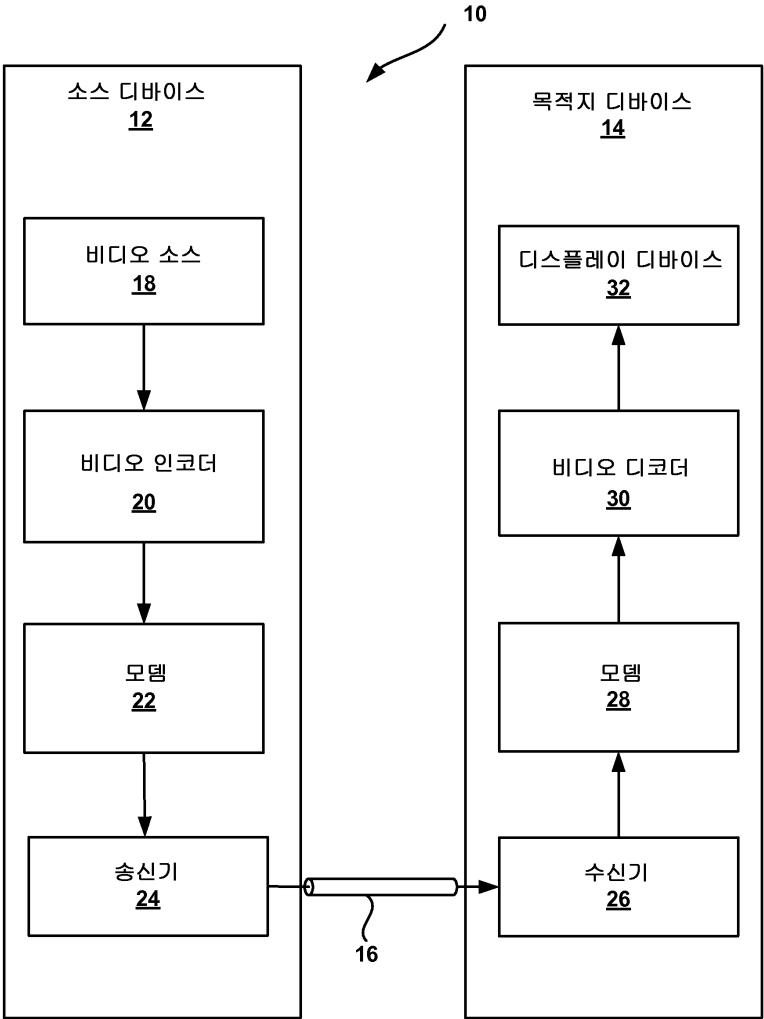 10
소스 디바이스
12
비디오 소스
18
비디오 인코더
20
모뎀
22
송신기
24
16
목적지 디바이스
14
디스플레이 디바이스
32
비디오 디코더
30
모뎀
28
수신기
26